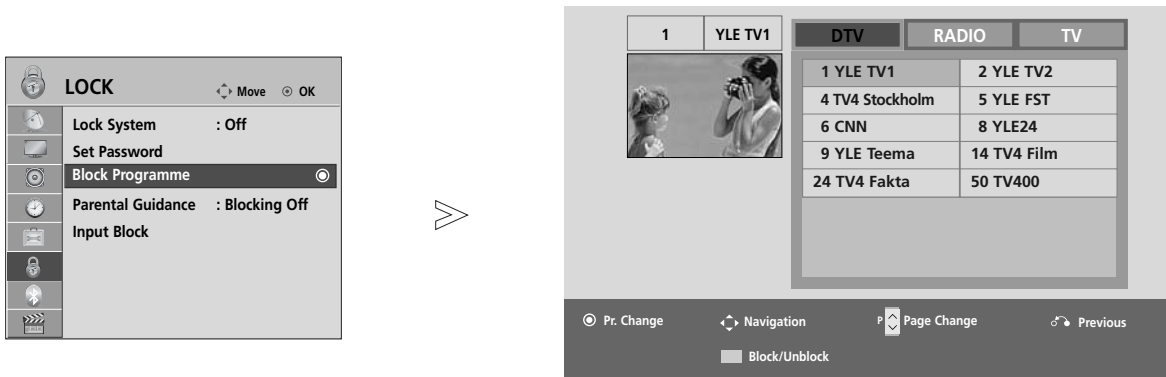 LOCK
Move OK
Lock System : Off
Set Password
Block Programme
Parental Guidance : Blocking Off
Input Block
1 YLE TV1
DTV RADIO TV
1 YLE TV1 2 YLE TV2
4 TV4 Stockholm 5 YLE FST
6 CNN 8 YLE24
9 YLE Teema 14 TV4 Film
24 TV4 Fakta 50 TV400
Pr. Change Navigation P Page Change Previous
Block/Unblock